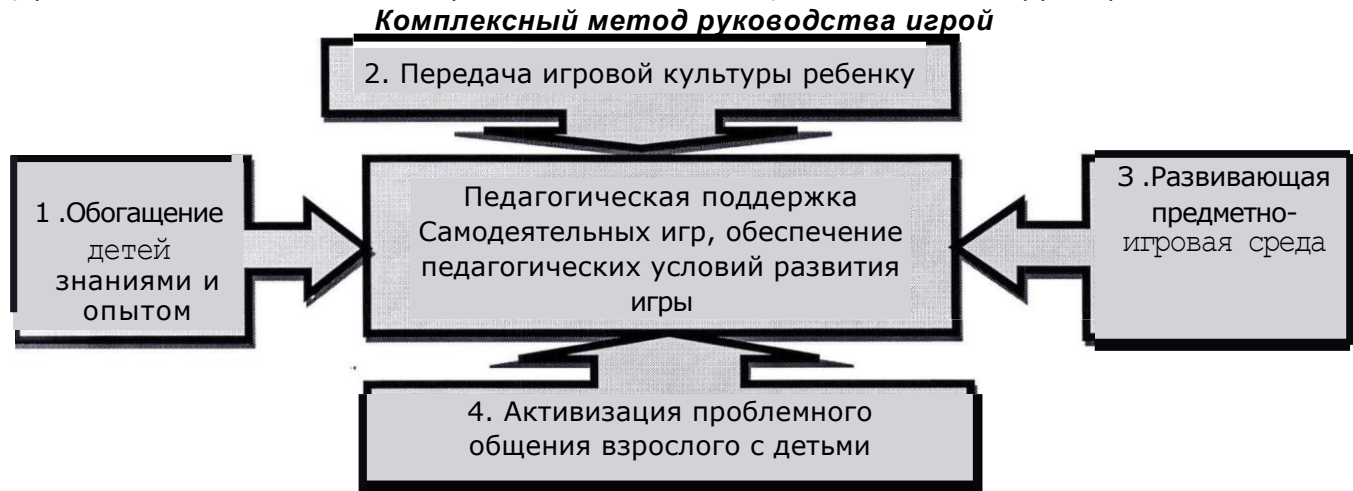 Комплексный метод руководства игрой
2. Передача игровой культуры ребенку
1 .Обогащение
детей
знаниями и
опытом
Педагогическая поддержка
Самодеятельных игр, обеспечение
педагогических условий развития
игры
3 .Развивающая
предметно-
игровая среда
4. Активизация проблемного
общения взрослого с детьми